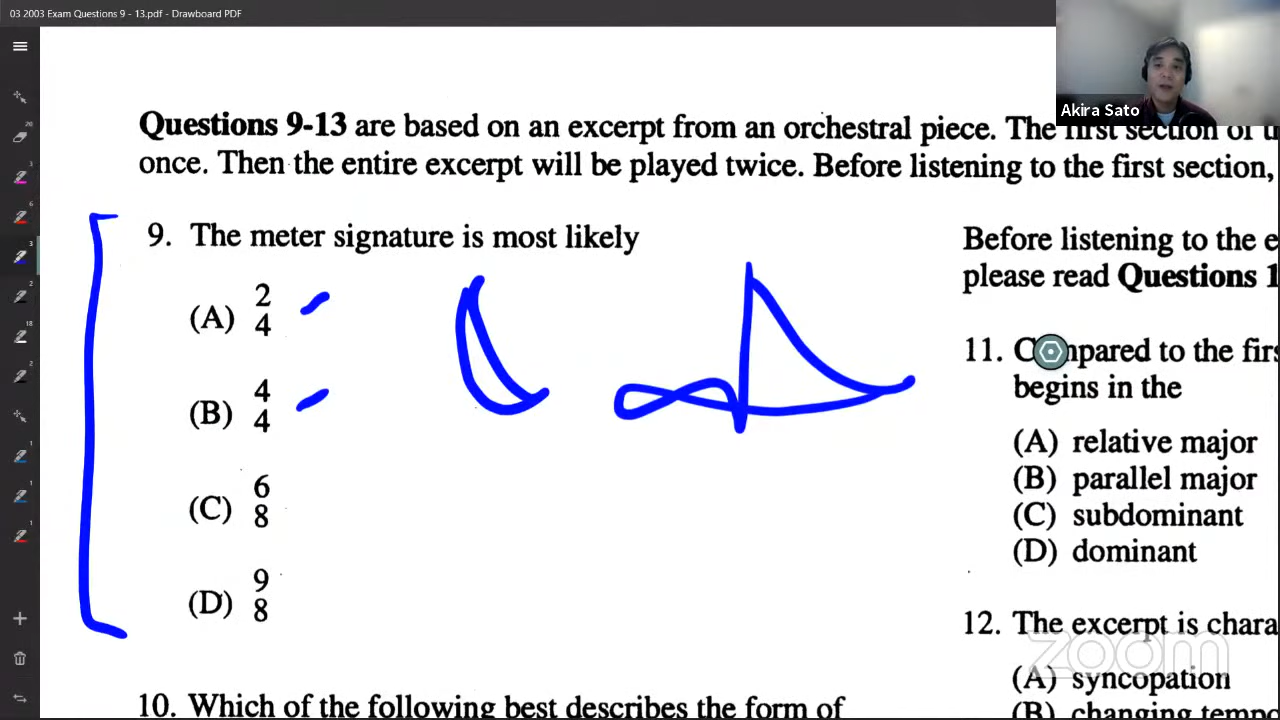 03 2003 Exam Questions 9 - 13.pdf - Drawboard PDF
Akira Sato
Questions 9-13 are based on an excerpt from an orchestral piece. The first section of
once. Then the entire excerpt will be played twice. Before listening to the first section,
9. The meter signature is most likely
(A) 2 4
(B) 4 4
(C) 6 8
(D) 9 8
10. Which of the following best describes the form of
Before listening to the e
please read Questions 1
11. Compared to the firs
begins in the
(A) relative major
(B) parallel major
(C) subdominant
(D) dominant
12. The excerpt is chara
(A) syncopation
(B) changing tempo
zoom